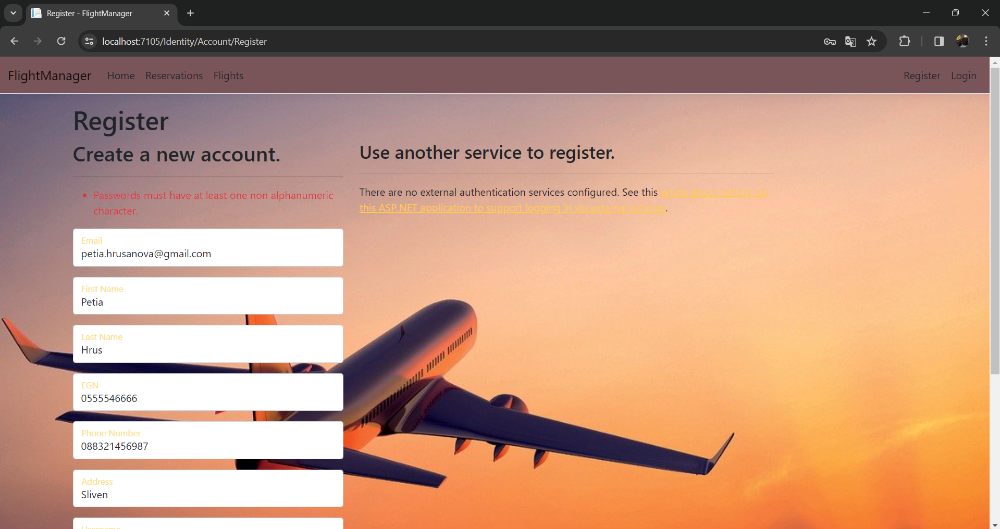 Register - FlightManager
localhost:7105/Identity/Account/Register
FlightManager Home Reservations Flights Register Login
Register
Create a new account.
Passwords must have at least one non alphanumeric
character.
Email
petia.hrusanova@gmail.com
First Name
Petia
Last Name
Hrus
EGN
0555546666
Phone Number
088321456987
Address
Sliven
Username
Use another service to register.
There are no external authentication services configured. See this article about setting up
this ASP.NET application to support logging in via external services.